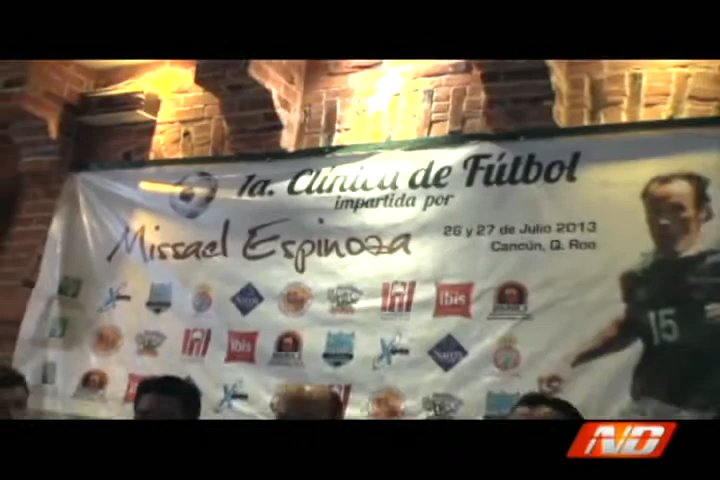 1a. Clínica de Fútbol
impartida por
Missael Espinoza
26 y 27 de Julio 2013
Cancún, Q. Roo
ibis
ibis
15
ND